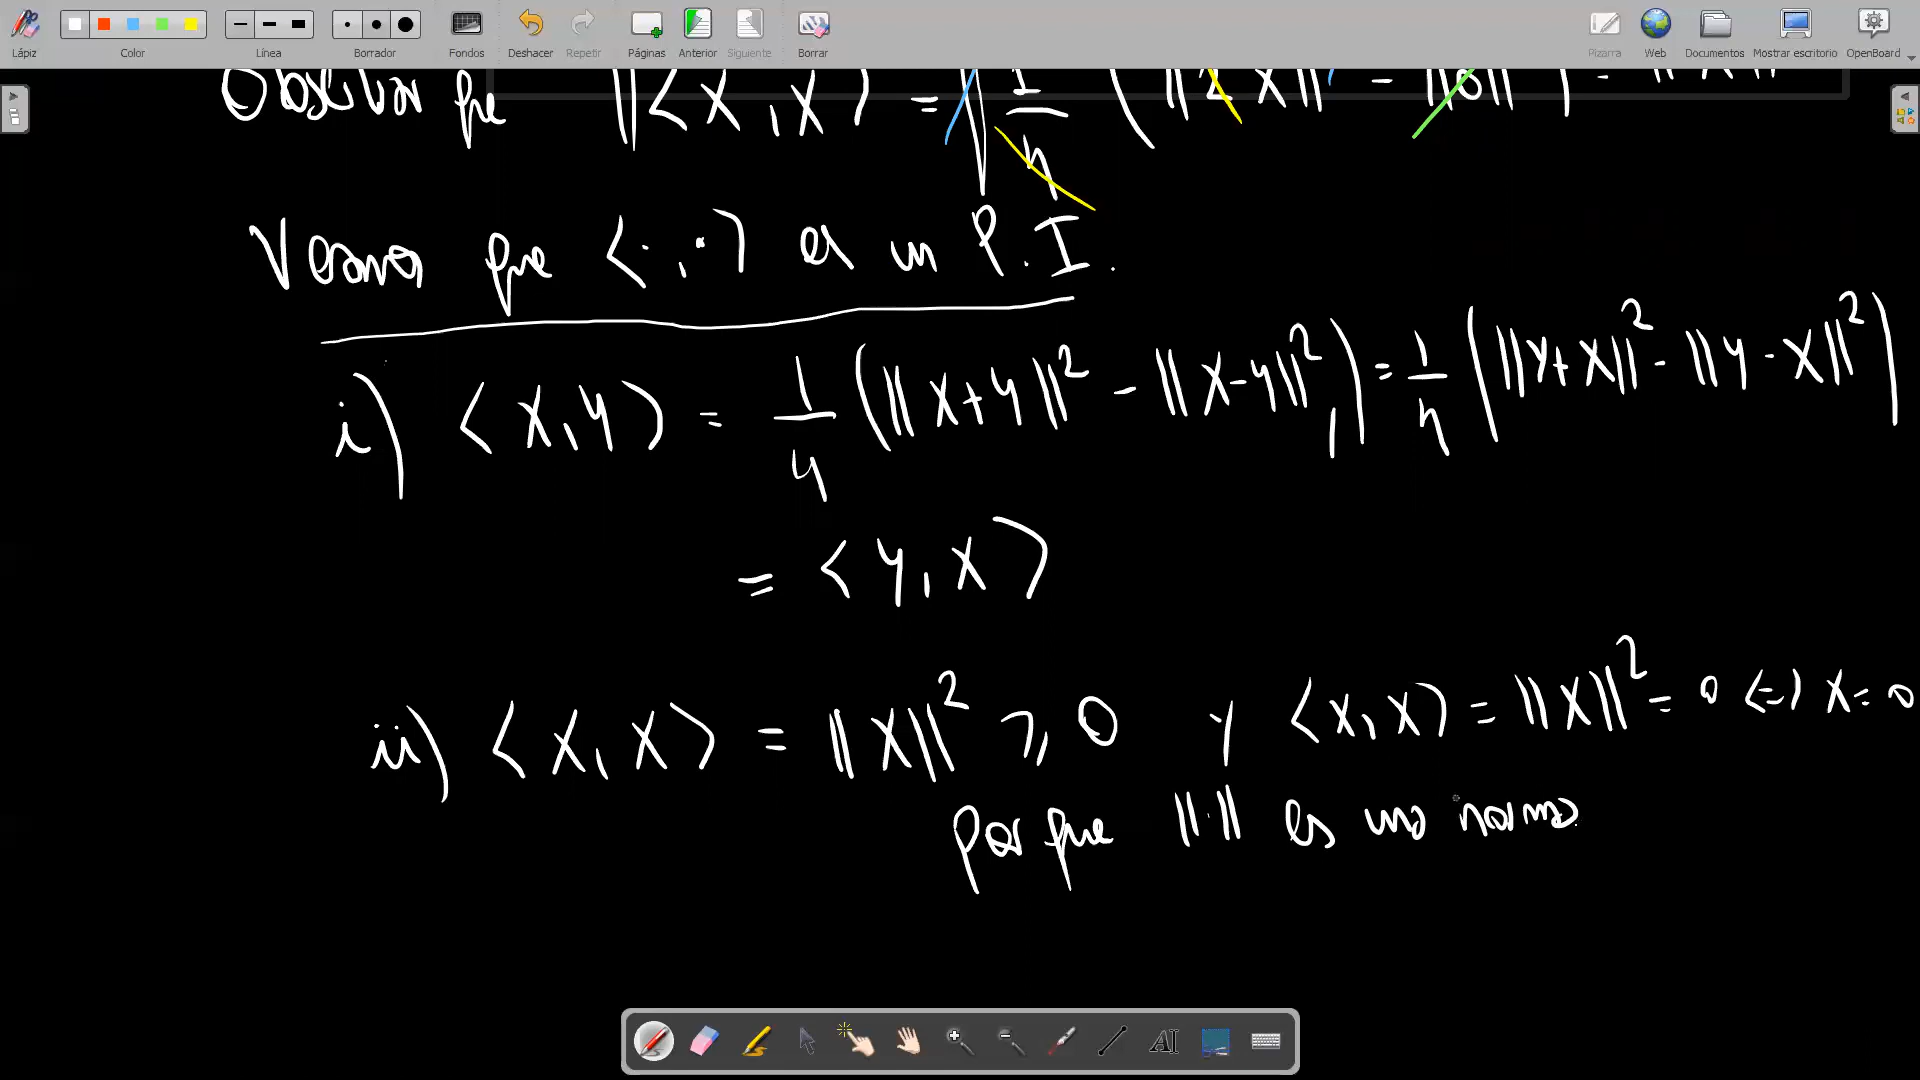 Lápiz Color Línea Borrador Fondos Deshacer Repetir Páginas Anterior Siguiente Borrar Pizarra Web Documentos Mostrar escritorio OpenBoard
Observar que √⟨x,x⟩ = √1/4 (||2x||² - ||0||²) = ||x||
Veamos que ⟨·,·⟩ es un P.I.
i) ⟨x,y⟩ = 1/4 (||x+y||² - ||x-y||²) = 1/4 (||y+x||² - ||y-x||²)
= ⟨y,x⟩
ii) ⟨x,x⟩ = ||x||² ≥ 0 y ⟨x,x⟩ = ||x||² = 0 ⟺ x=0
porque ||·|| es una norma.